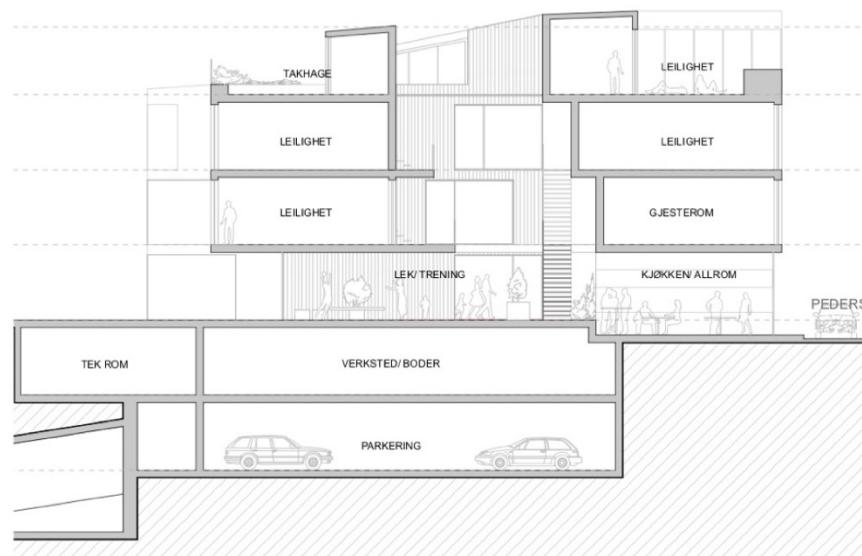 TAKHAGE
LEILIGHET
LEILIGHET
LEILIGHET
LEILIGHET
GJESTEROM
LEK/ TRENING
KJØKKEN/ ALLROM
PEDERS
TEK ROM
VERKSTED/ BODER
PARKERING